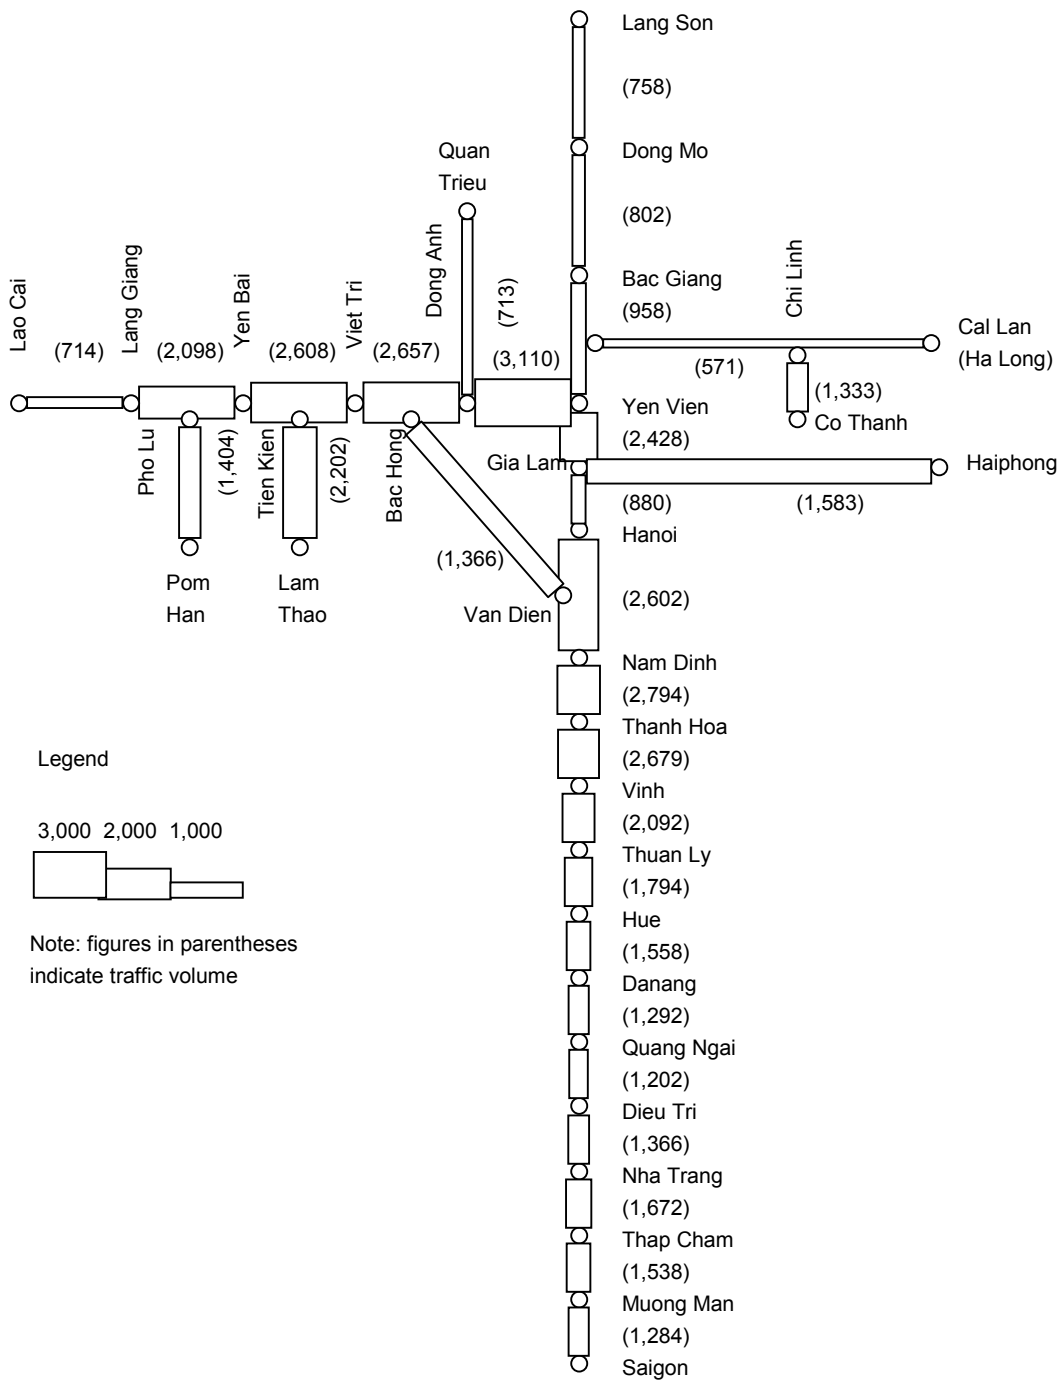 Lang Son
(758)
Quan
Trieu
Dong Mo
(802)
Lao Cai
Lang Giang
Yen Bai
Viet Tri
Dong Anh
(713)
Bac Giang
(958)
Chi Linh
Cal Lan
(Ha Long)
(714)
(2,098)
(2,608)
(2,657)
(3,110)
(571)
(1,333)
Co Thanh
Yen Vien
(2,428)
Pho Lu
(1,404)
Tien Kien
(2,202)
Bac Hong
Gia Lam
Haiphong
(880)
(1,583)
Hanoi
(1,366)
Pom
Han
Lam
Thao
Van Dien
(2,602)
Nam Dinh
(2,794)
Thanh Hoa
(2,679)
Legend
Vinh
(2,092)
3,000 2,000 1,000
Thuan Ly
(1,794)
Hue
(1,558)
Note: figures in parentheses
indicate traffic volume
Danang
(1,292)
Quang Ngai
(1,202)
Dieu Tri
(1,366)
Nha Trang
(1,672)
Thap Cham
(1,538)
Muong Man
(1,284)
Saigon